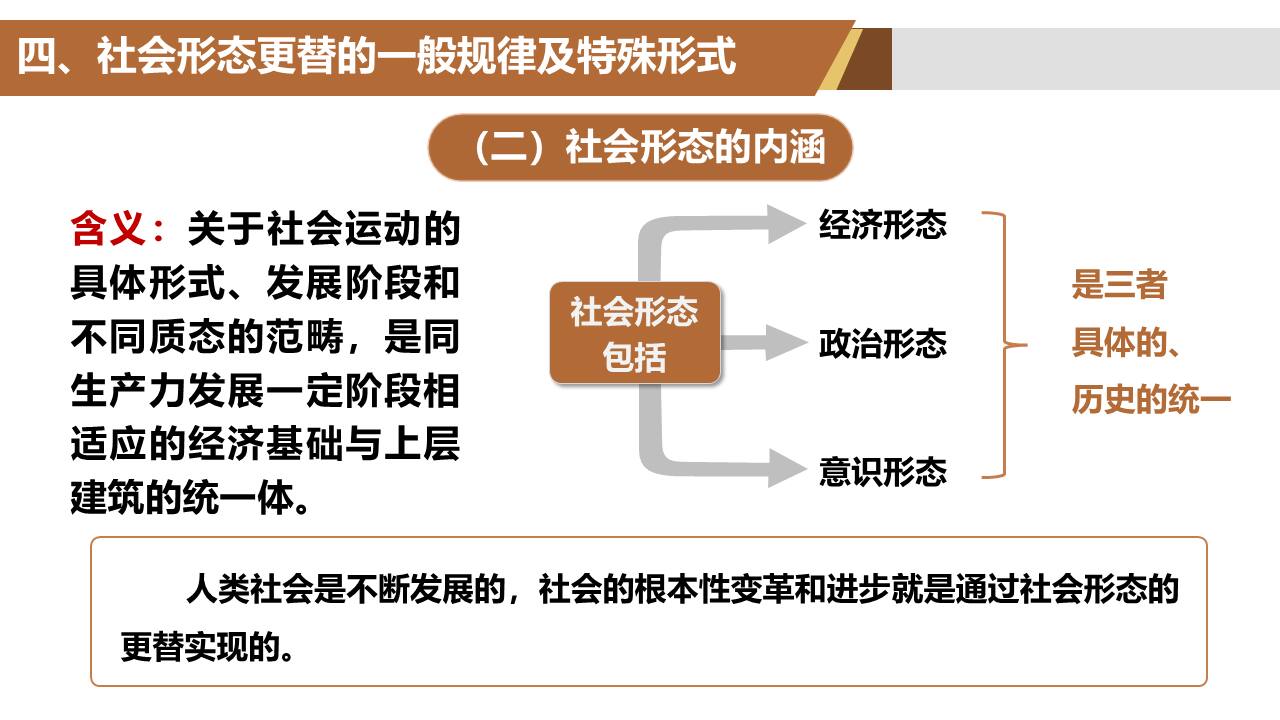 四、社会形态更替的一般规律及特殊形式
（二）社会形态的内涵
含义：关于社会运动的
具体形式、发展阶段和
不同质态的范畴，是同
生产力发展一定阶段相
适应的经济基础与上层
建筑的统一体。
社会形态
包括
经济形态
政治形态
意识形态
是三者
具体的、
历史的统一
人类社会是不断发展的，社会的根本性变革和进步就是通过社会形态的
更替实现的。